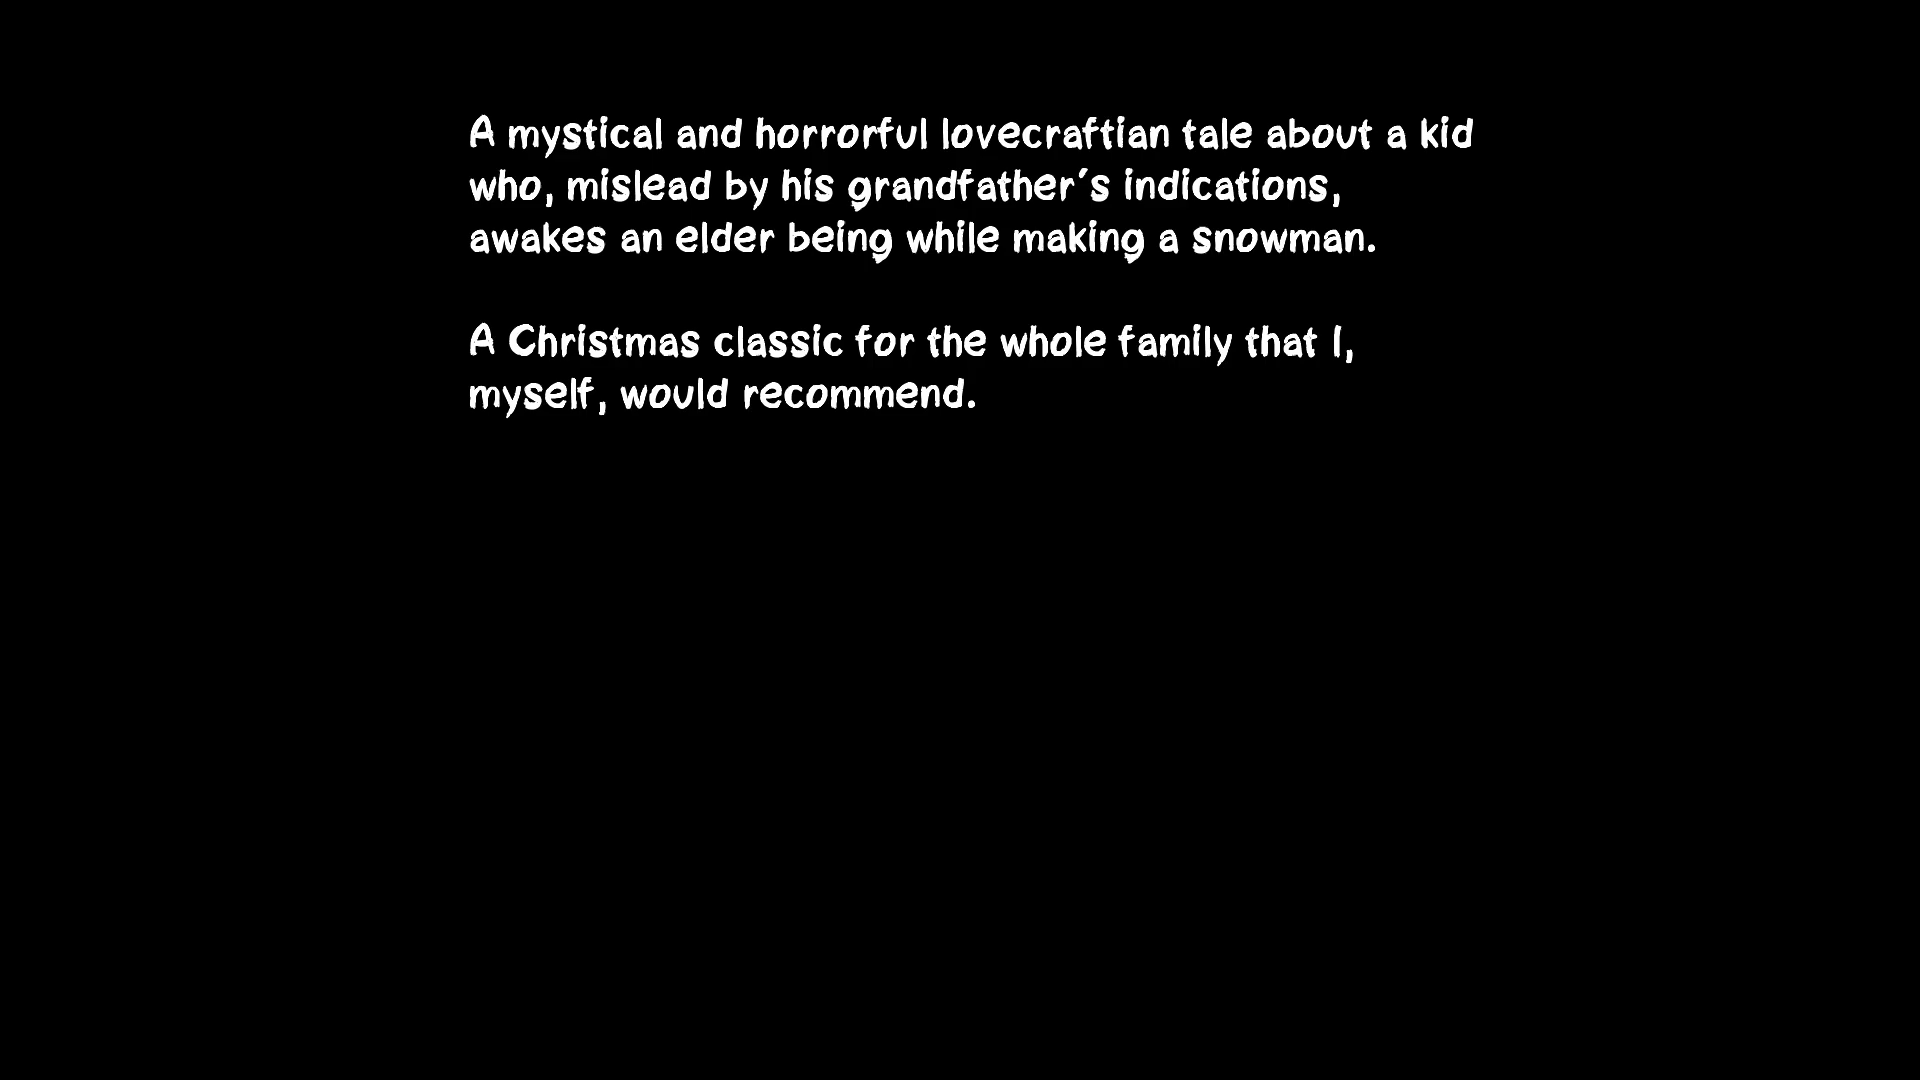 A mystical and horrorful lovecraftian tale about a kid
who, mislead by his grandfather's indications,
awakes an elder being while making a snowman.
A Christmas classic for the whole family that I,
myself, would recommend.